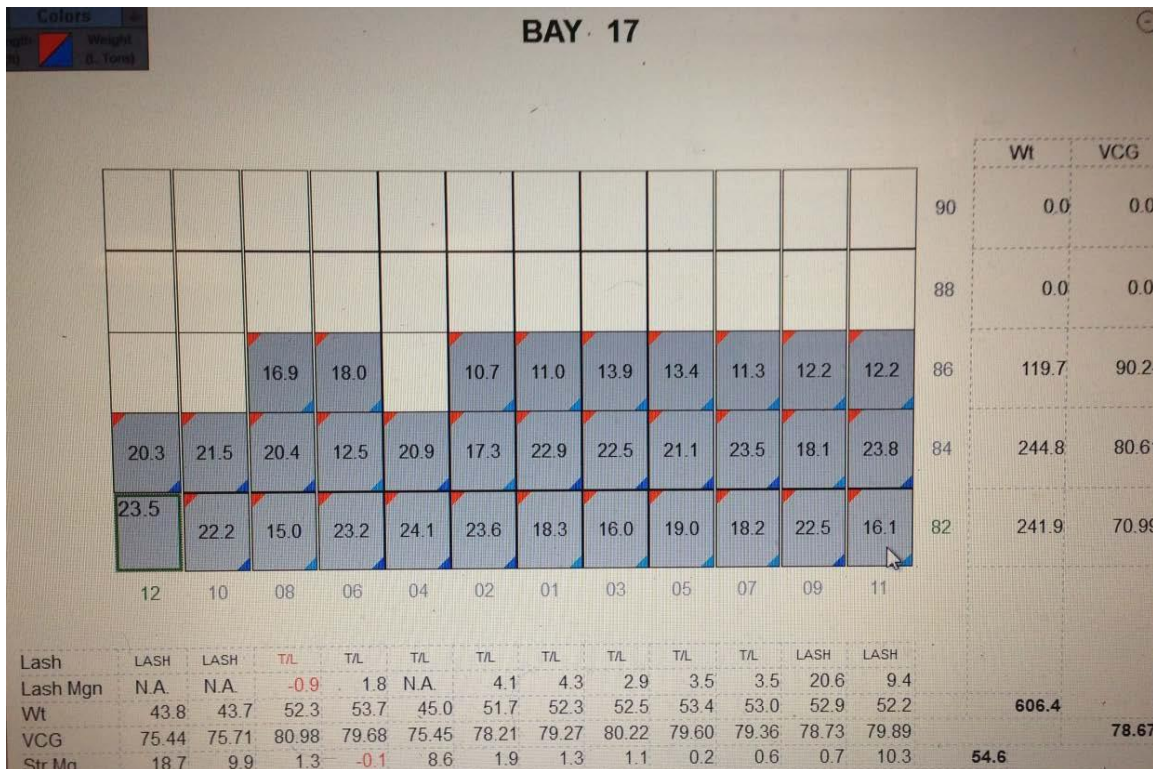 Colors
Weight
(L. Tons)
BAY 17
Wt VCG
90 0.0 0.0
88 0.0 0.0
16.9 18.0 10.7 11.0 13.9 13.4 11.3 12.2 12.2 86 119.7 90.2
20.3 21.5 20.4 12.5 20.9 17.3 22.9 22.5 21.1 23.5 18.1 23.8 84 244.8 80.61
23.5 22.2 15.0 23.2 24.1 23.6 18.3 16.0 19.0 18.2 22.5 16.1 82 241.9 70.99
12 10 08 06 04 02 01 03 05 07 09 11
Lash LASH LASH T/L T/L T/L T/L T/L T/L T/L T/L LASH LASH
Lash Mgn N.A. N.A. -0.9 1.8 N.A. 4.1 4.3 2.9 3.5 3.5 20.6 9.4
Wt 43.8 43.7 52.3 53.7 45.0 51.7 52.3 52.5 53.4 53.0 52.9 52.2 606.4
VCG 75.44 75.71 80.98 79.68 75.45 78.21 79.27 80.22 79.60 79.36 78.73 79.89 78.67
Str Mg 18.7 9.9 1.3 -0.1 8.6 1.9 1.3 1.1 0.2 0.6 0.7 10.3 54.6